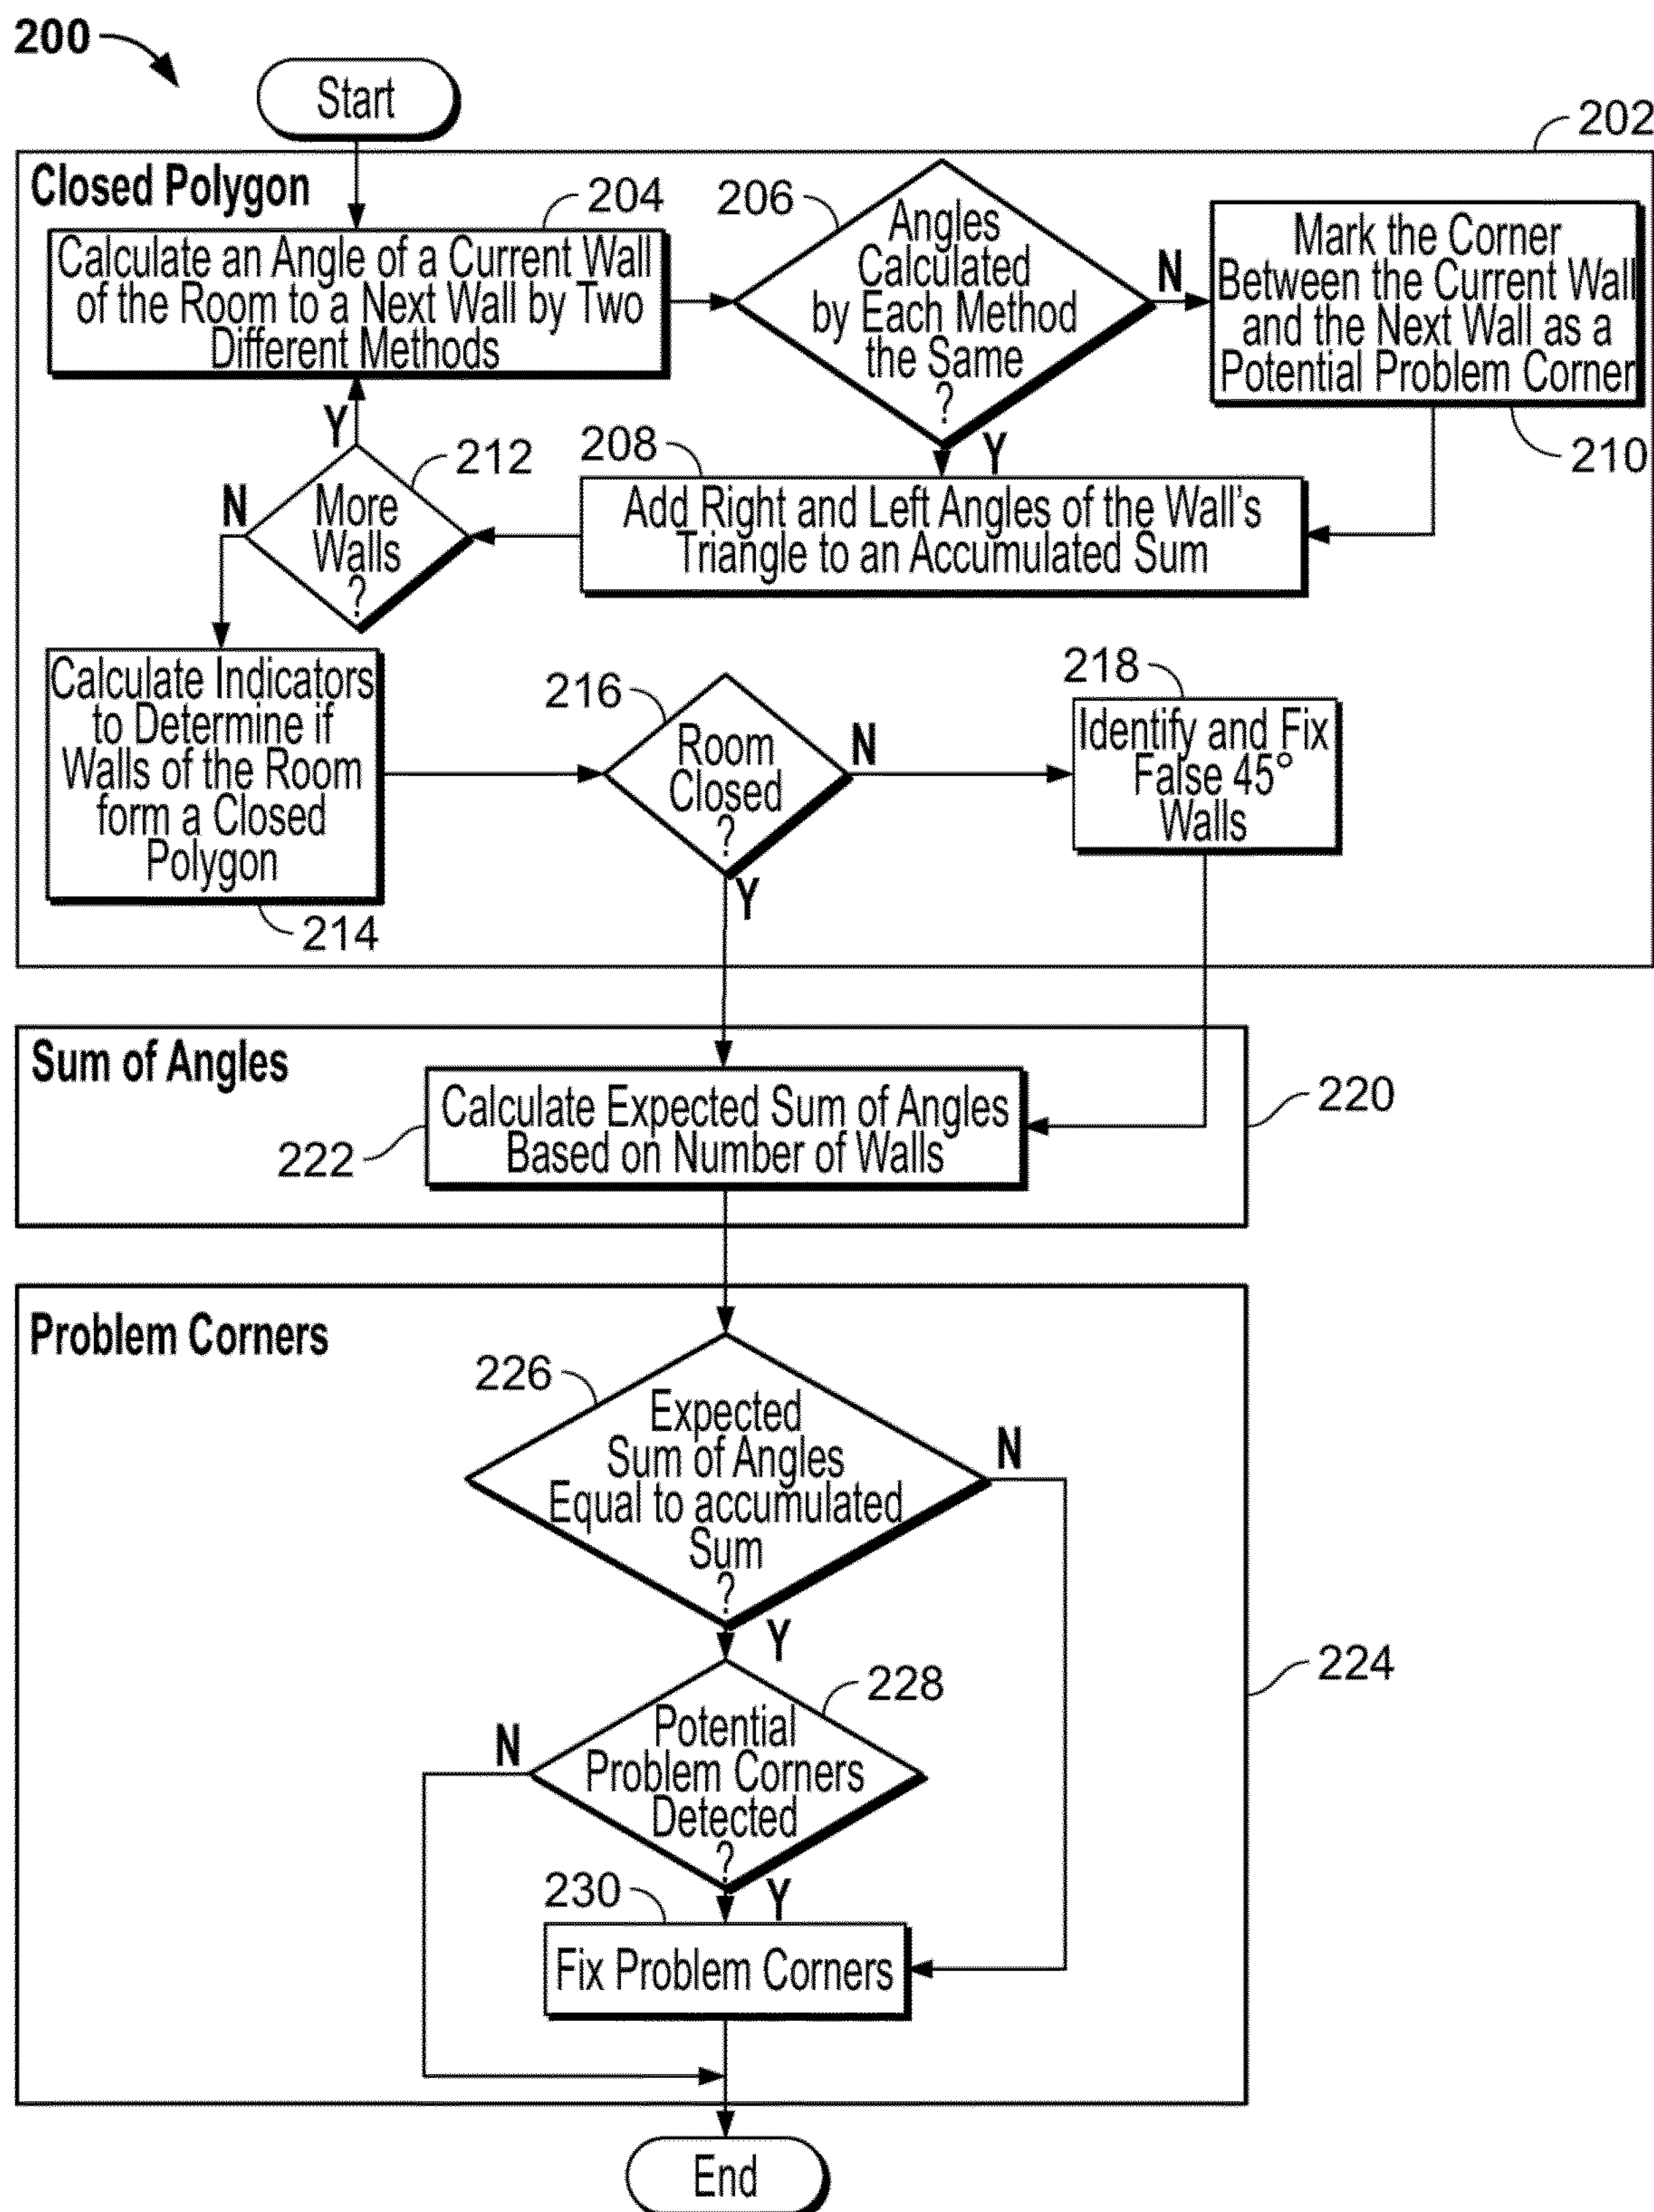 200
Start
202
Closed Polygon
204
Calculate an Angle of a Current Wall
of the Room to a Next Wall by Two
Different Methods
206
Angles
Calculated
by Each Method
the Same
?
N
Mark the Corner
Between the Current Wall
and the Next Wall as a
Potential Problem Corner
210
Y
208
Add Right and Left Angles of the Wall's
Triangle to an Accumulated Sum
Y
212
More
Walls
?
N
Calculate Indicators
to Determine if
Walls of the Room
form a Closed
Polygon
214
216
Room
Closed
?
N
218
Identify and Fix
False 45°
Walls
Y
Sum of Angles
220
222
Calculate Expected Sum of Angles
Based on Number of Walls
Problem Corners
224
226
Expected
Sum of Angles
Equal to accumulated
Sum
?
N
Y
228
Potential
Problem Corners
Detected
?
N
Y
230
Fix Problem Corners
End